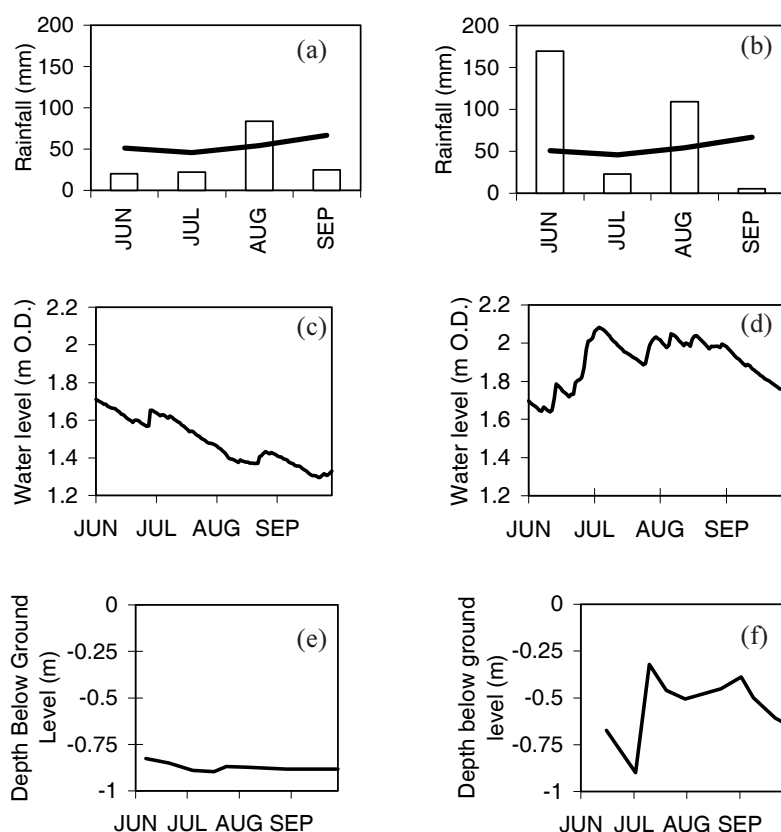 (a)
Rainfall (mm)
200
150
100
50
0
JUN
JUL
AUG
SEP
(b)
Rainfall (mm)
200
150
100
50
0
JUN
JUL
AUG
SEP
(c)
Water level (m O.D.)
2.2
2
1.8
1.6
1.4
1.2
JUN JUL AUG SEP
(d)
Water level (m O.D.)
2.2
2
1.8
1.6
1.4
1.2
JUN JUL AUG SEP
(e)
Depth Below Ground
Level (m)
0
-0.25
-0.5
-0.75
-1
JUN JUL AUG SEP
(f)
Depth below ground
level (m)
0
-0.25
-0.5
-0.75
-1
JUN JUL AUG SEP